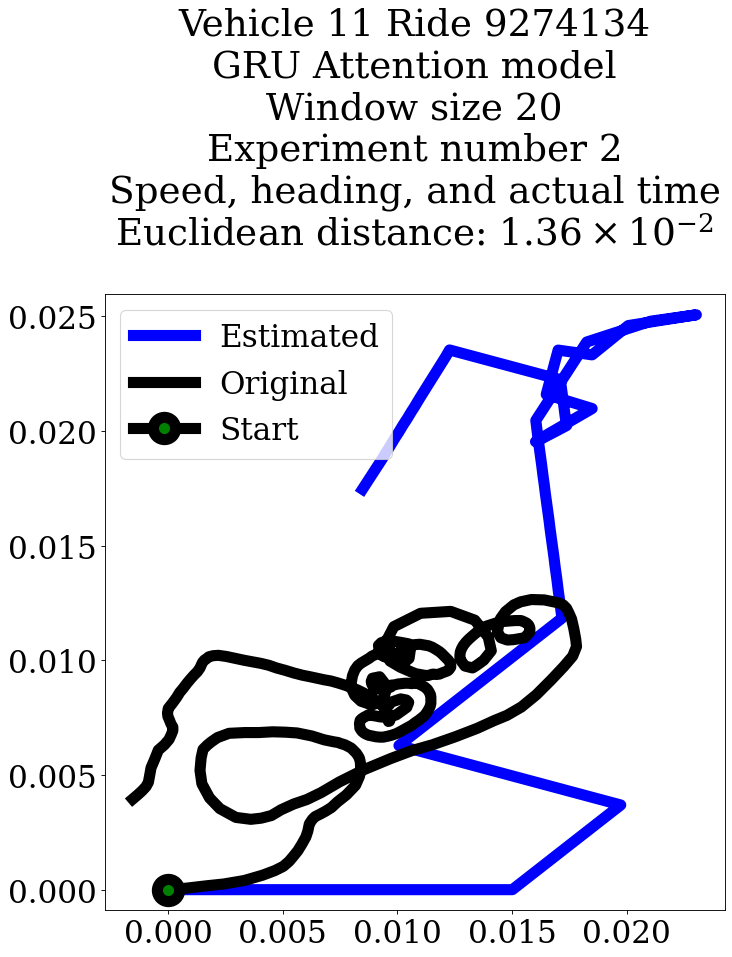 Vehicle 11 Ride 9274134
GRU Attention model
Window size 20
Experiment number 2
Speed, heading, and actual time
Euclidean distance: 1.36 × 10⁻²
0.025
Estimated
Original
Start
0.020
0.015
0.010
0.005
0.000
0.000 0.005 0.010 0.015 0.020